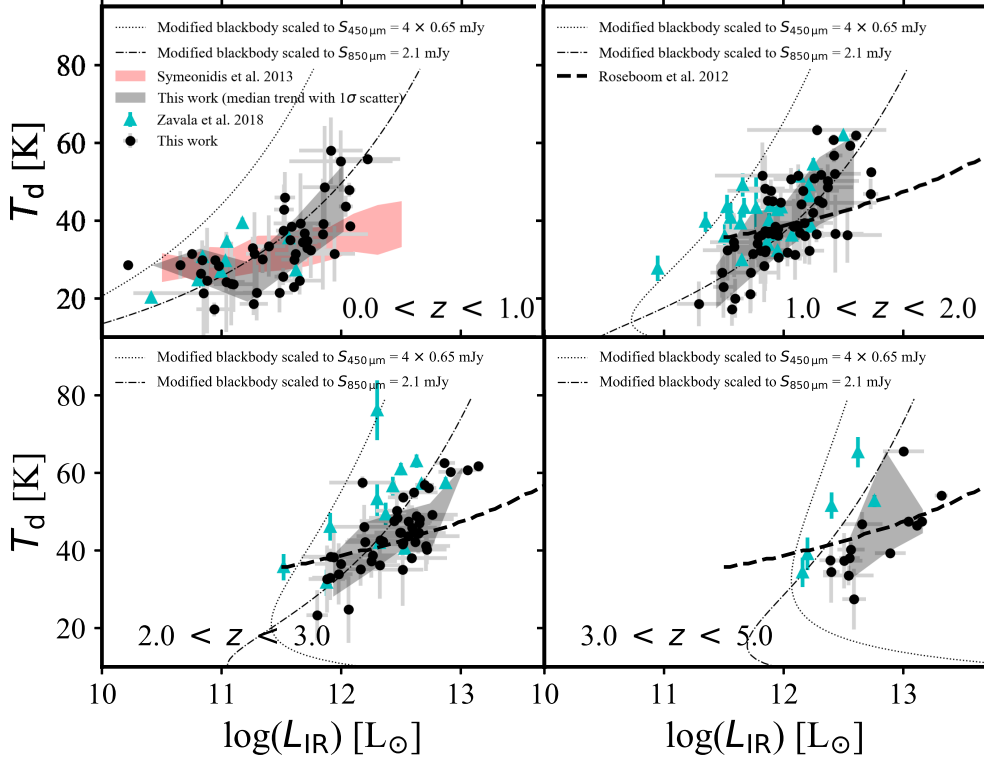 Modified blackbody scaled to S450μm = 4 × 0.65 mJy
Modified blackbody scaled to S850μm = 2.1 mJy
Symeonidis et al. 2013
This work (median trend with 1σ scatter)
Zavala et al. 2018
This work
80
60
40
20
Td [K]
0.0 < z < 1.0
Modified blackbody scaled to S450μm = 4 × 0.65 mJy
Modified blackbody scaled to S850μm = 2.1 mJy
Roseboom et al. 2012
1.0 < z < 2.0
Modified blackbody scaled to S450μm = 4 × 0.65 mJy
Modified blackbody scaled to S850μm = 2.1 mJy
80
60
40
20
Td [K]
2.0 < z < 3.0
10 11 12 13
log(LIR) [L⊙]
Modified blackbody scaled to S450μm = 4 × 0.65 mJy
Modified blackbody scaled to S850μm = 2.1 mJy
3.0 < z < 5.0
10 11 12 13
log(LIR) [L⊙]